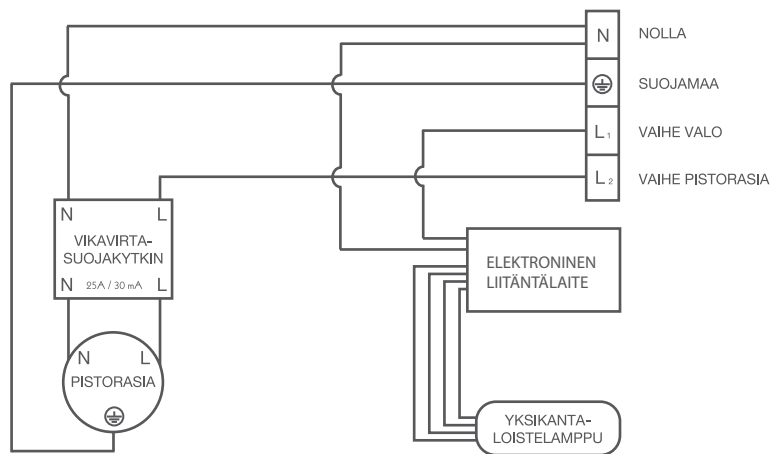 N NOLLA
SUOJAMAA
L1 VAIHE VALO
L2 VAIHE PISTORASIA
N L
VIKAVIRTA-
SUOJAKYTKIN
N 25A / 30 mA L
N L
PISTORASIA
ELEKTRONINEN
LIITÄNTÄLAITE
YKSIKANTA-
LOISTELAMPPU